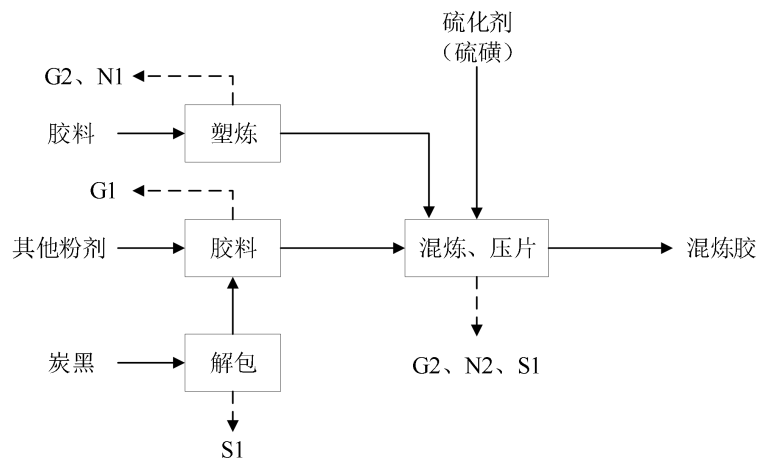 硫化剂
（硫磺）
G2、N1
胶料
塑炼
G1
其他粉剂
胶料
混炼、压片
混炼胶
炭黑
解包
G2、N2、S1
S1